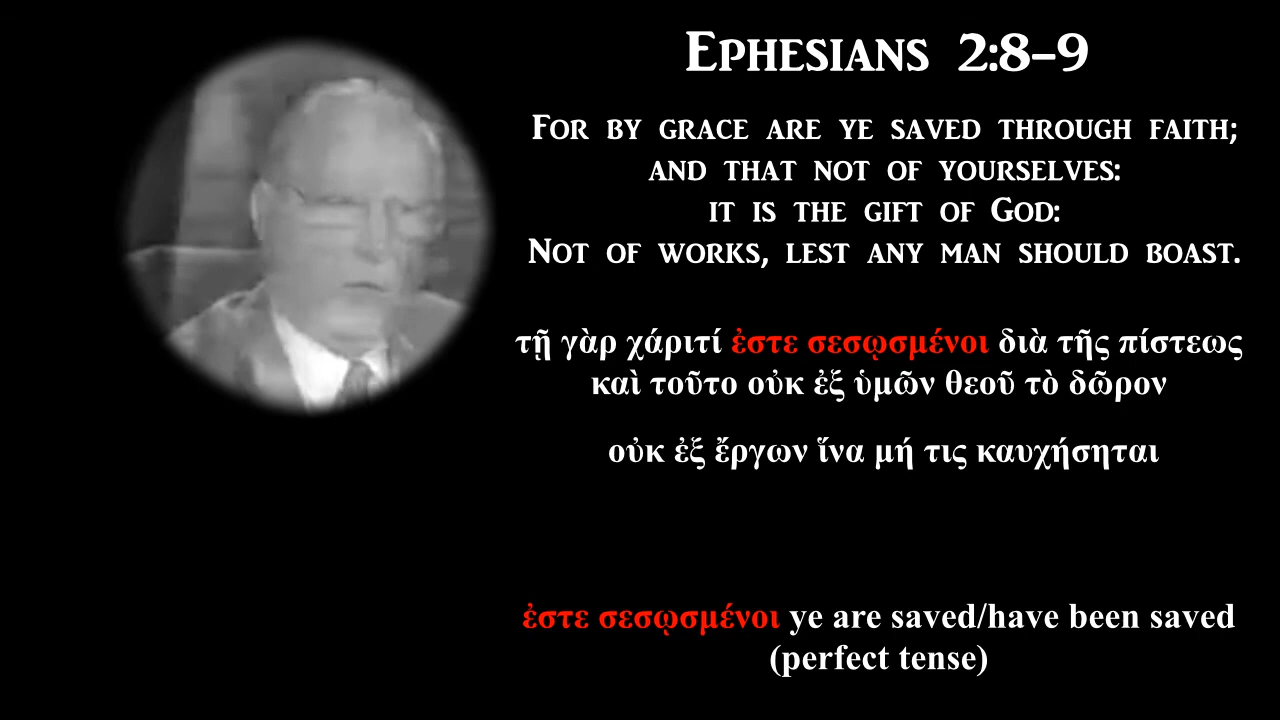 Ephesians 2:8–9
For by grace are ye saved through faith;
and that not of yourselves:
it is the gift of God:
Not of works, lest any man should boast.
τῇ γὰρ χάριτί ἐστε σεσῳσμένοι διὰ τῆς πίστεως
καὶ τοῦτο οὐκ ἐξ ὑμῶν θεοῦ τὸ δῶρον
οὐκ ἐξ ἔργων ἵνα μή τις καυχήσηται
ἐστε σεσῳσμένοι ye are saved/have been saved
(perfect tense)